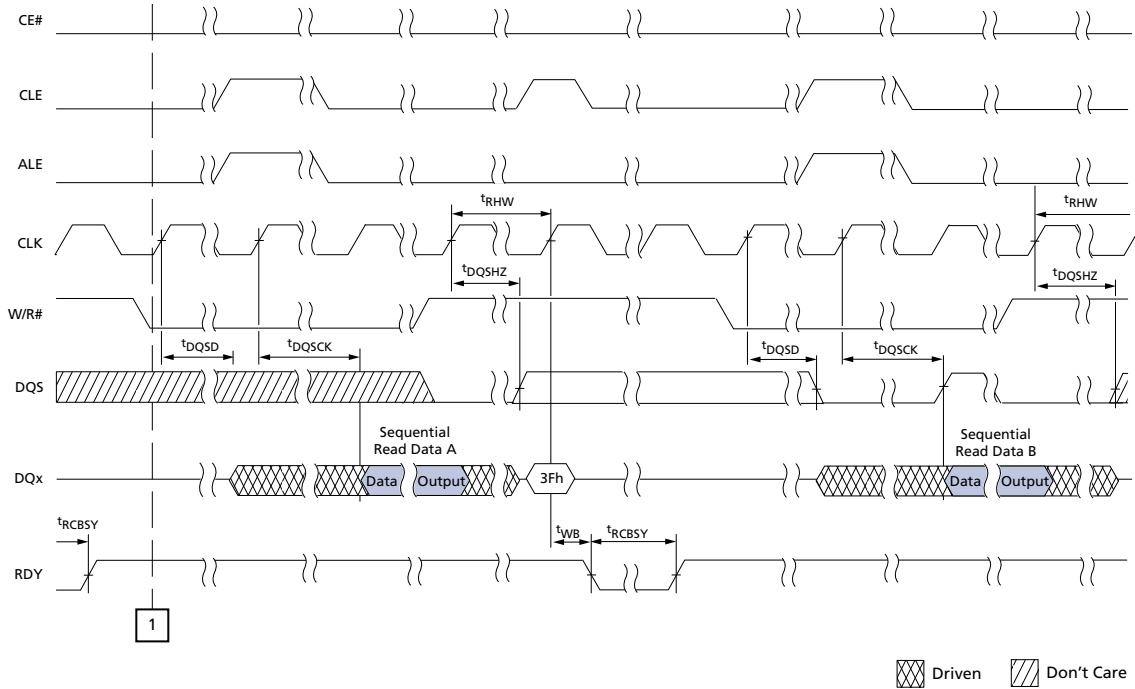 CE#
CLE
ALE
tRHW
tRHW
CLK
tDQSHZ
tDQSHZ
W/R#
tDQSD
tDQSCK
tDQSD
tDQSCK
DQS
Sequential
Read Data A
Sequential
Read Data B
DQx
Data
Output
3Fh
Data
Output
tRCBSY
tWB
tRCBSY
RDY
1
Driven
Don't Care